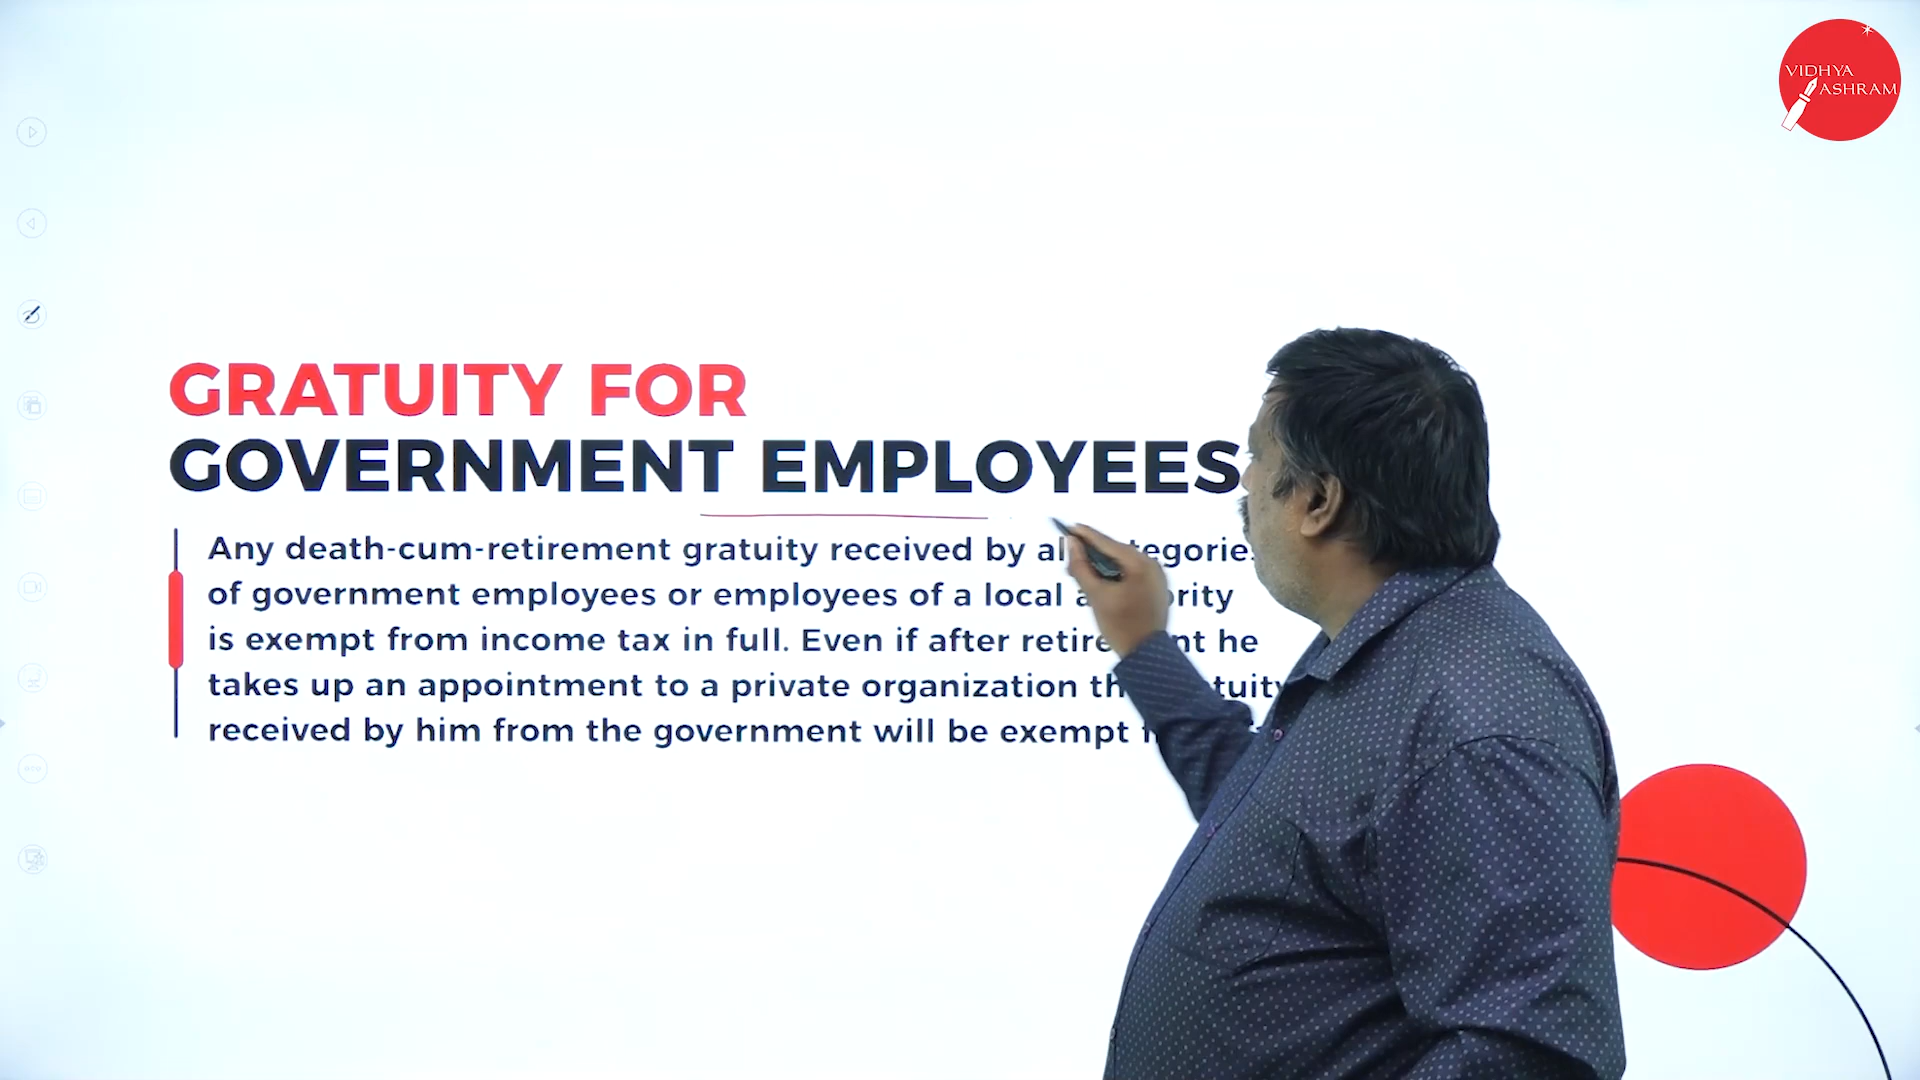 VIDHYA
ASHRAM
GRATUITY FOR
GOVERNMENT EMPLOYEES
Any death-cum-retirement gratuity received by
of government employees or employees of a local
is exempt from income tax in full. Even if after he
takes up an appointment to a private organization
received by him from the government will be exempt